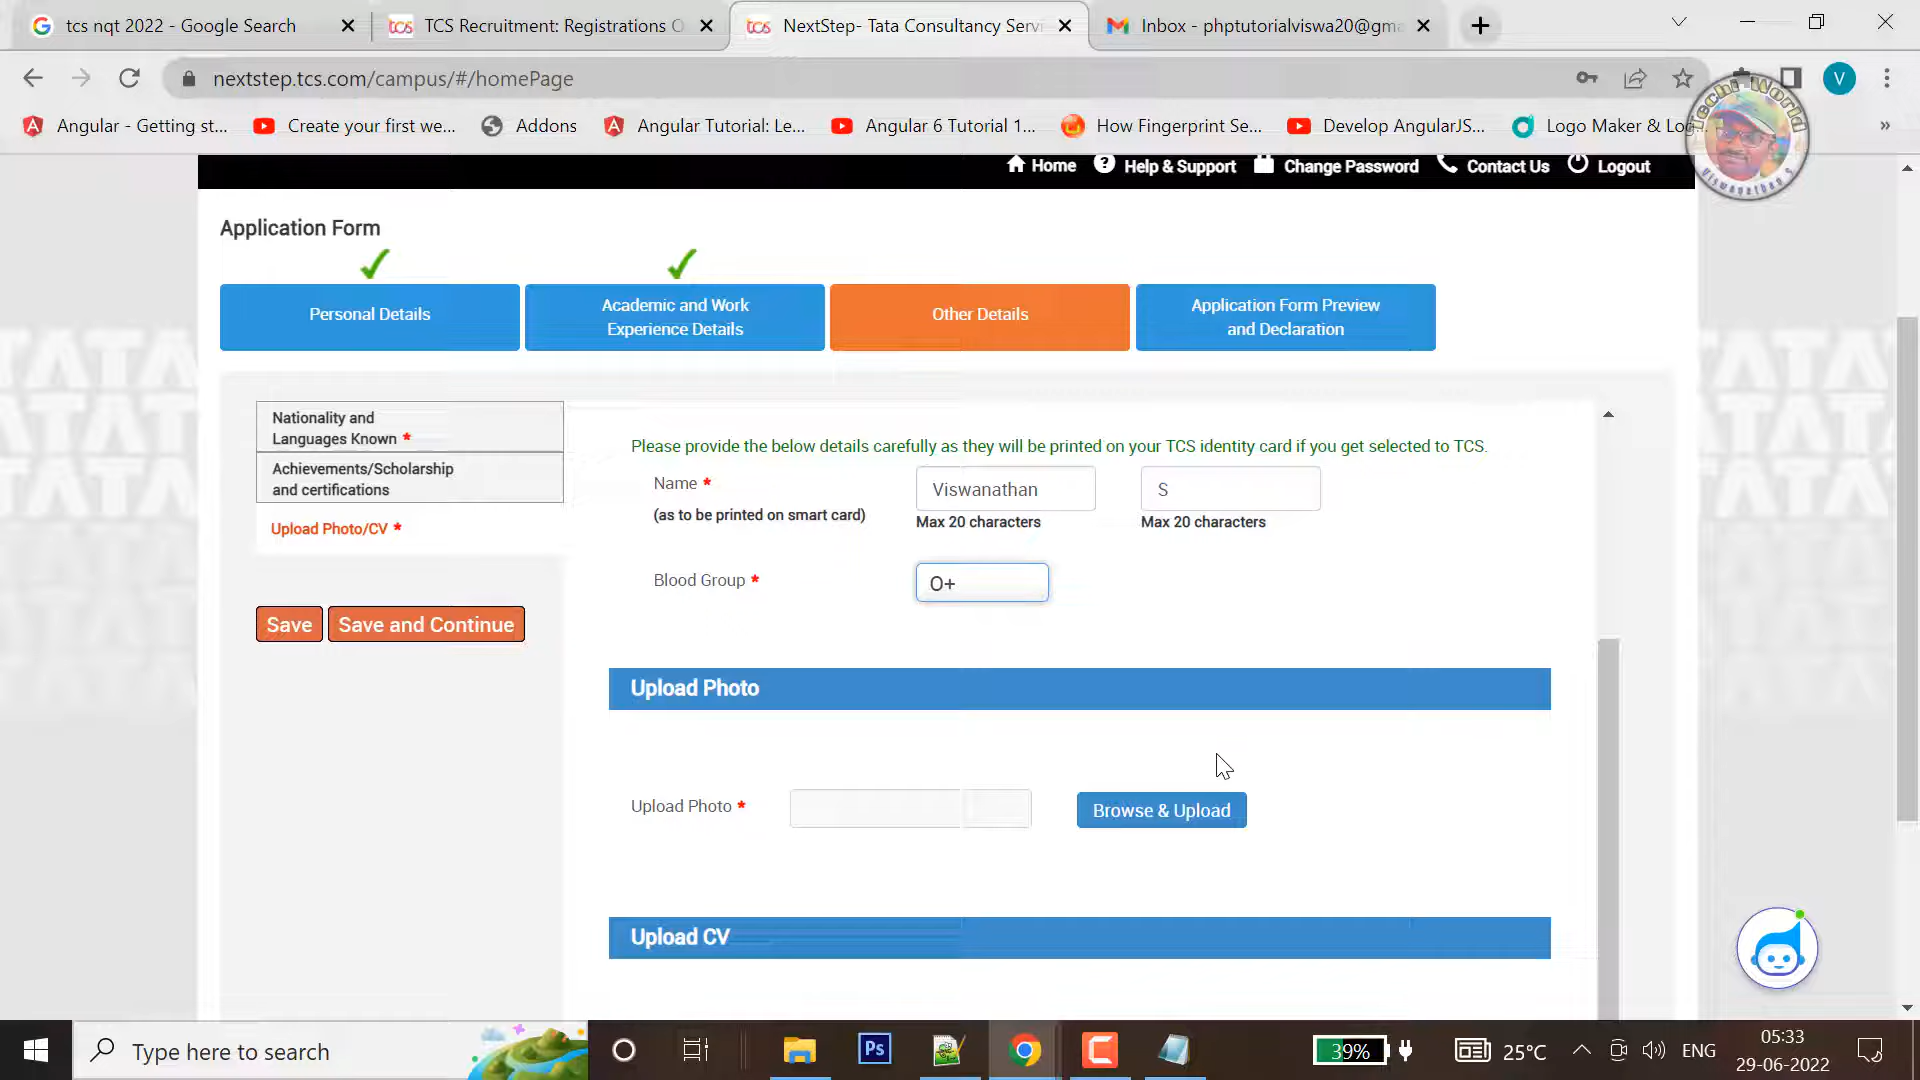 tcs nqt 2022 - Google Search
TCS Recruitment: Registrations O
NextStep- Tata Consultancy Servi
Inbox - phptutorialviswa20@gma
nextstep.tcs.com/campus/#/homePage
V
Angular - Getting st...
Create your first we...
Addons
Angular Tutorial: Le...
Angular 6 Tutorial 1...
How Fingerprint Se...
Develop AngularJS...
Logo Maker & Lo
»
Techi World
Viswanathan S
Home
Help & Support
Change Password
Contact Us
Logout
Application Form
Personal Details
Academic and Work
Experience Details
Other Details
Application Form Preview
and Declaration
Nationality and
Languages Known *
Achievements/Scholarship
and certifications
Upload Photo/CV *
Save
Save and Continue
Please provide the below details carefully as they will be printed on your TCS identity card if you get selected to TCS.
Name *
Viswanathan
S
(as to be printed on smart card)
Max 20 characters
Max 20 characters
Blood Group *
O+
Upload Photo
Upload Photo *
Browse & Upload
Upload CV
TATA
TATA
Type here to search
Ps
39%
25°C
ENG
05:33
29-06-2022